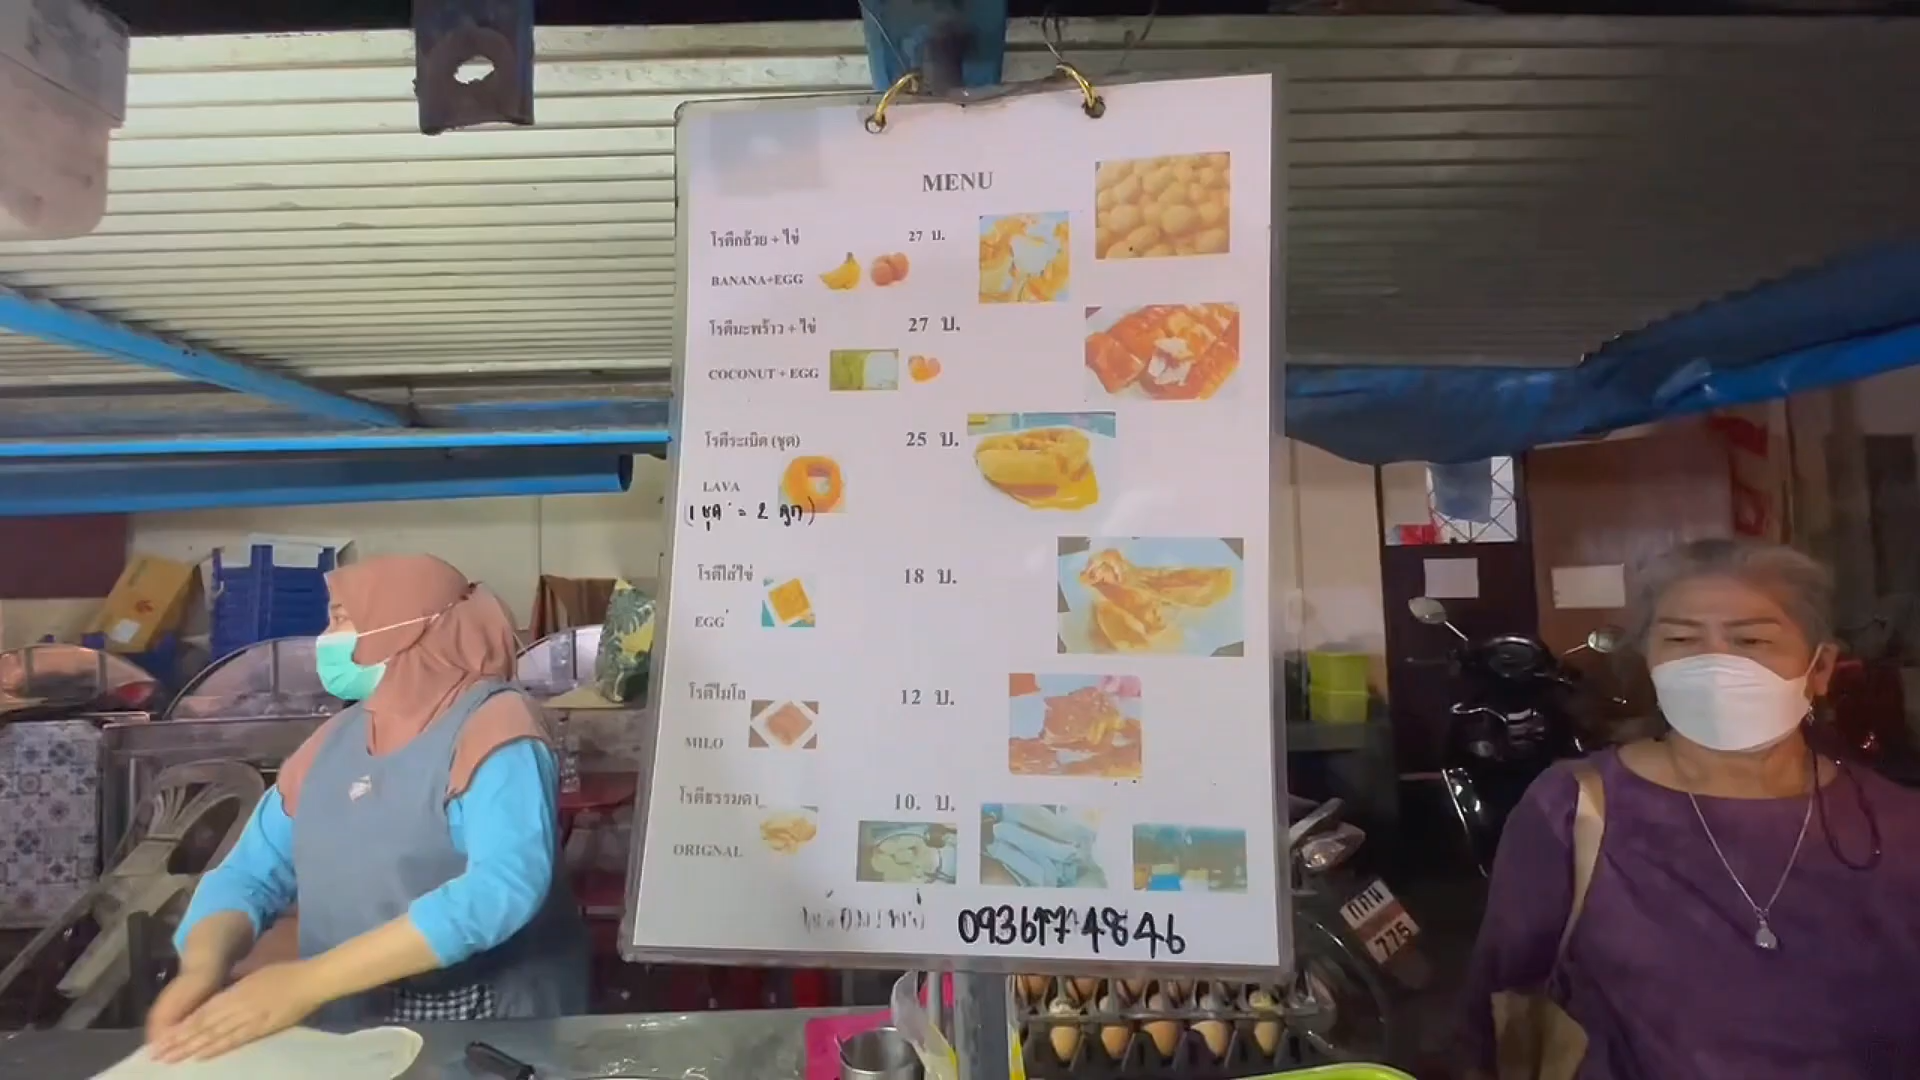 MENU
โรตีกล้วย + ไข่ 27 บ.
BANANA+EGG
โรตีมะพร้าว + ไข่ 27 บ.
COCONUT + EGG
โรตีระเบิด (ชุด) 25 บ.
LAVA
(1 ชุด = 2 ลูก)
โรตีใส่ไข่ 18 บ.
EGG
โรตีไมโล 12 บ.
MILO
โรตีธรรมดา 10. บ.
ORIGNAL
0936174846
กกม
775